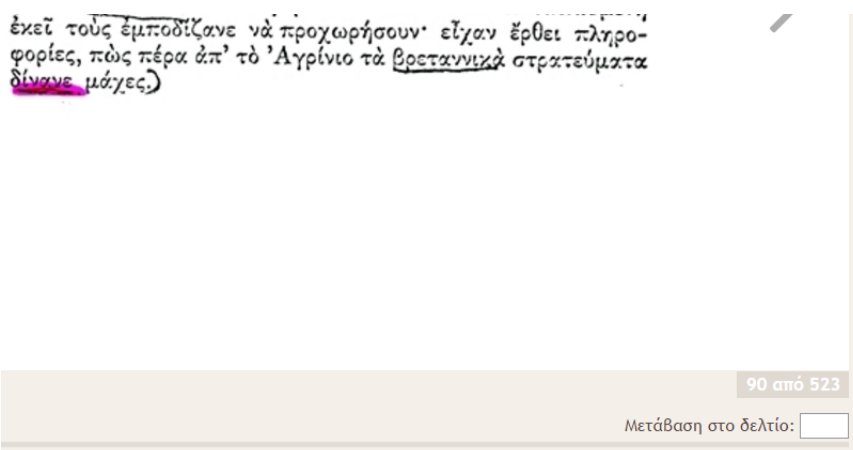 ἐκεῖ τοὺς ἐμποδίζανε νὰ προχωρήσουν· εἶχαν ἔρθει πληρο-
φορίες, πὼς πέρα ἀπ’ τὸ Ἀγρίνιο τὰ βρεταννικὰ στρατεύματα
δίνανε μάχες.)
90 από 523
Μετάβαση στο δελτίο: